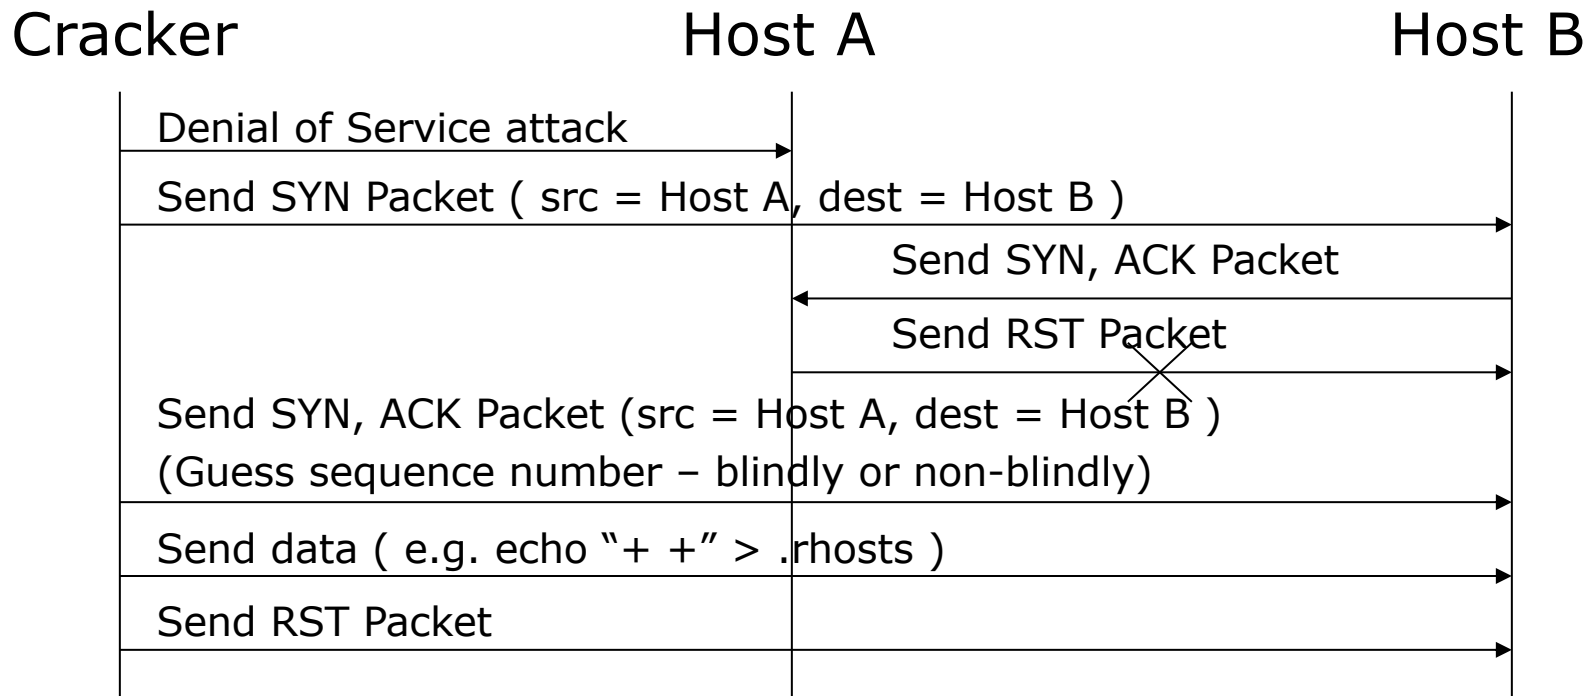 Cracker Host A Host B
Denial of Service attack
Send SYN Packet ( src = Host A, dest = Host B )
Send SYN, ACK Packet
Send RST Packet
Send SYN, ACK Packet (src = Host A, dest = Host B )
(Guess sequence number – blindly or non-blindly)
Send data ( e.g. echo “+ +” > .rhosts )
Send RST Packet